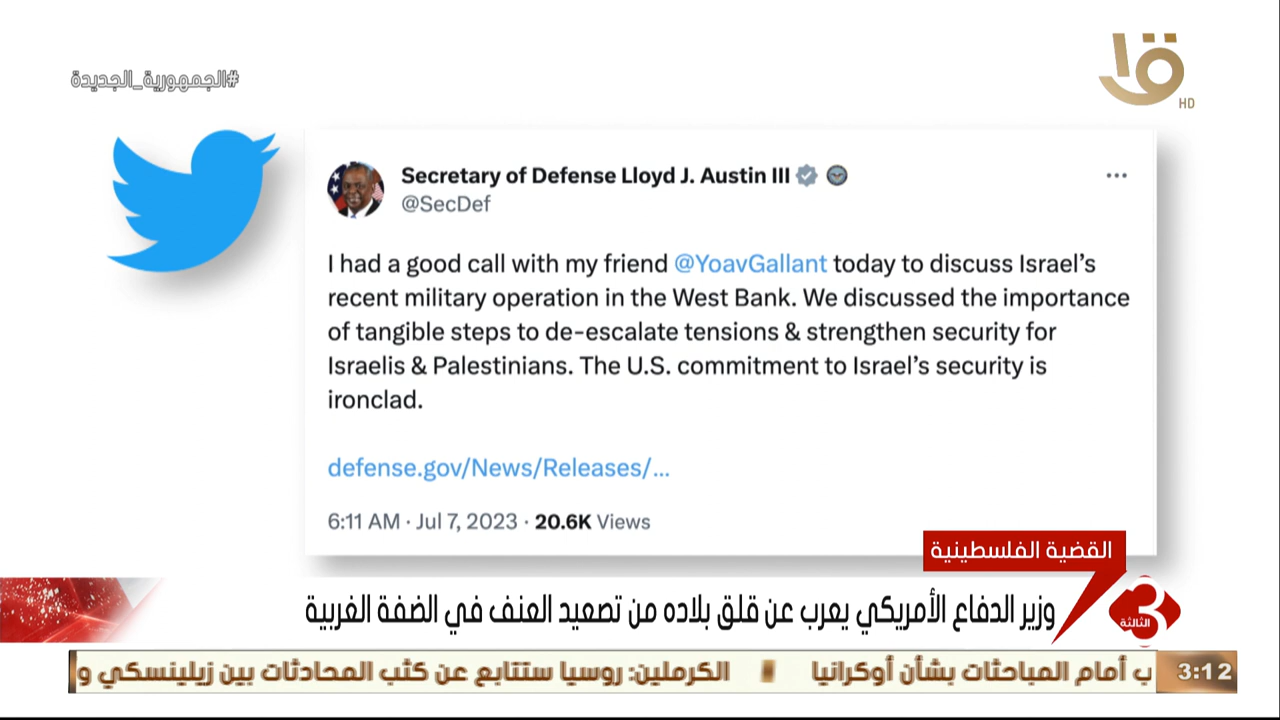 #الجمهورية_الجديدة
HD
Secretary of Defense Lloyd J. Austin III
@SecDef
I had a good call with my friend @YoavGallant today to discuss Israel’s
recent military operation in the West Bank. We discussed the importance
of tangible steps to de-escalate tensions & strengthen security for
Israelis & Palestinians. The U.S. commitment to Israel’s security is
ironclad.
defense.gov/News/Releases/...
6:11 AM · Jul 7, 2023 · 20.6K Views
القضية الفلسطينية
3 الثالثة
وزير الدفاع الأمريكي يعرب عن قلق بلاده من تصعيد العنف في الضفة الغربية
3:12
ب أمام المباحثات بشأن أوكرانيا
الكرملين: روسيا ستتابع عن كثب المحادثات بين زيلينسكي و